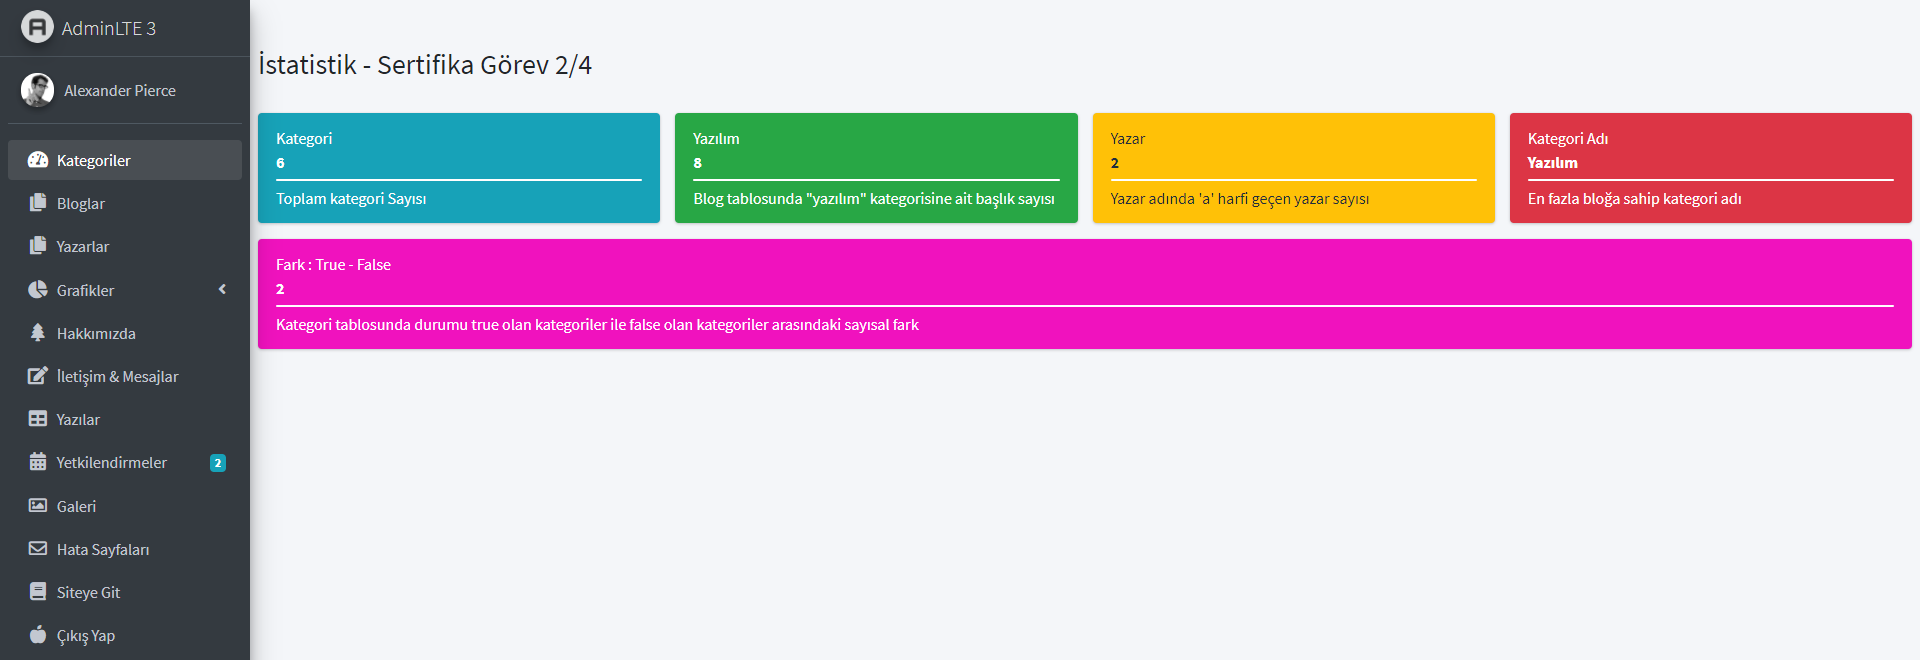 AdminLTE 3
Alexander Pierce
Kategoriler
Bloglar
Yazarlar
Grafikler
Hakkımızda
İletişim & Mesajlar
Yazılar
Yetkilendirmeler 2
Galeri
Hata Sayfaları
Siteye Git
Çıkış Yap
İstatistik - Sertifika Görev 2/4
Kategori
6
Toplam kategori Sayısı
Yazılım
8
Blog tablosunda "yazılım" kategorisine ait başlık sayısı
Yazar
2
Yazar adında 'a' harfi geçen yazar sayısı
Kategori Adı
Yazılım
En fazla bloğa sahip kategori adı
Fark : True - False
2
Kategori tablosunda durumu true olan kategoriler ile false olan kategoriler arasındaki sayısal fark